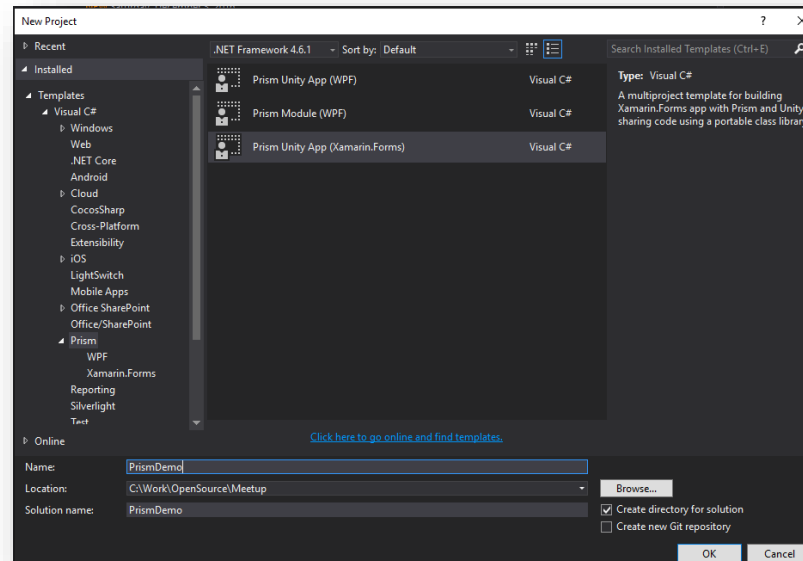 New Project
?
Recent
.NET Framework 4.6.1
Sort by: Default
Search Installed Templates (Ctrl+E)
Installed
Templates
Visual C#
Windows
Web
.NET Core
Android
Cloud
CocosSharp
Cross-Platform
Extensibility
iOS
LightSwitch
Mobile Apps
Office SharePoint
Office/SharePoint
Prism
WPF
Xamarin.Forms
Reporting
Silverlight
Test
Online
Prism Unity App (WPF) Visual C#
Prism Module (WPF) Visual C#
Prism Unity App (Xamarin.Forms) Visual C#
Type: Visual C#
A multiproject template for building
Xamarin.Forms app with Prism and Unity
sharing code using a portable class library
Click here to go online and find templates.
Name: PrismDemo
Location: C:\Work\OpenSource\Meetup
Browse...
Solution name: PrismDemo
Create directory for solution
Create new Git repository
OK
Cancel